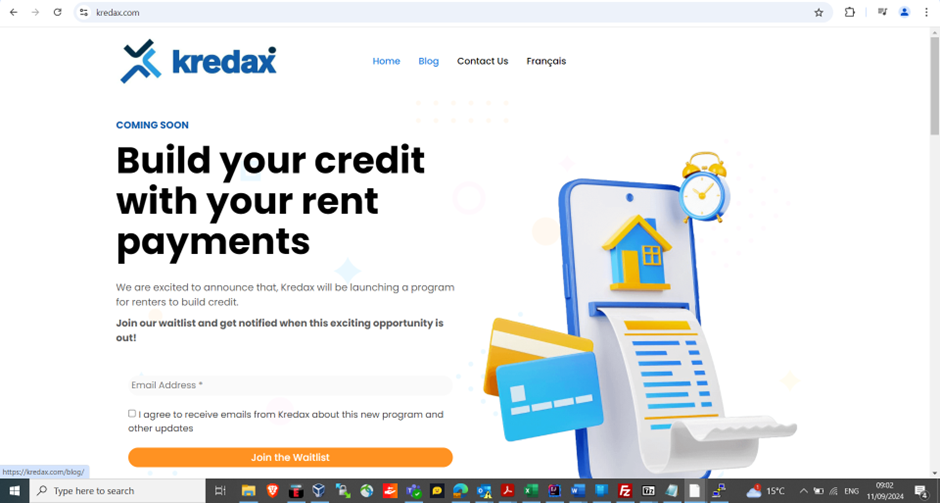 kredax.com
kredax
Home Blog Contact Us Français
COMING SOON
Build your credit
with your rent
payments
We are excited to announce that, Kredax will be launching a program
for renters to build credit.
Join our waitlist and get notified when this exciting opportunity is
out!
Email Address *
I agree to receive emails from Kredax about this new program and
other updates
Join the Waitlist
https://kredax.com/blog/
Type here to search
15°C
ENG
09:02
11/09/2024